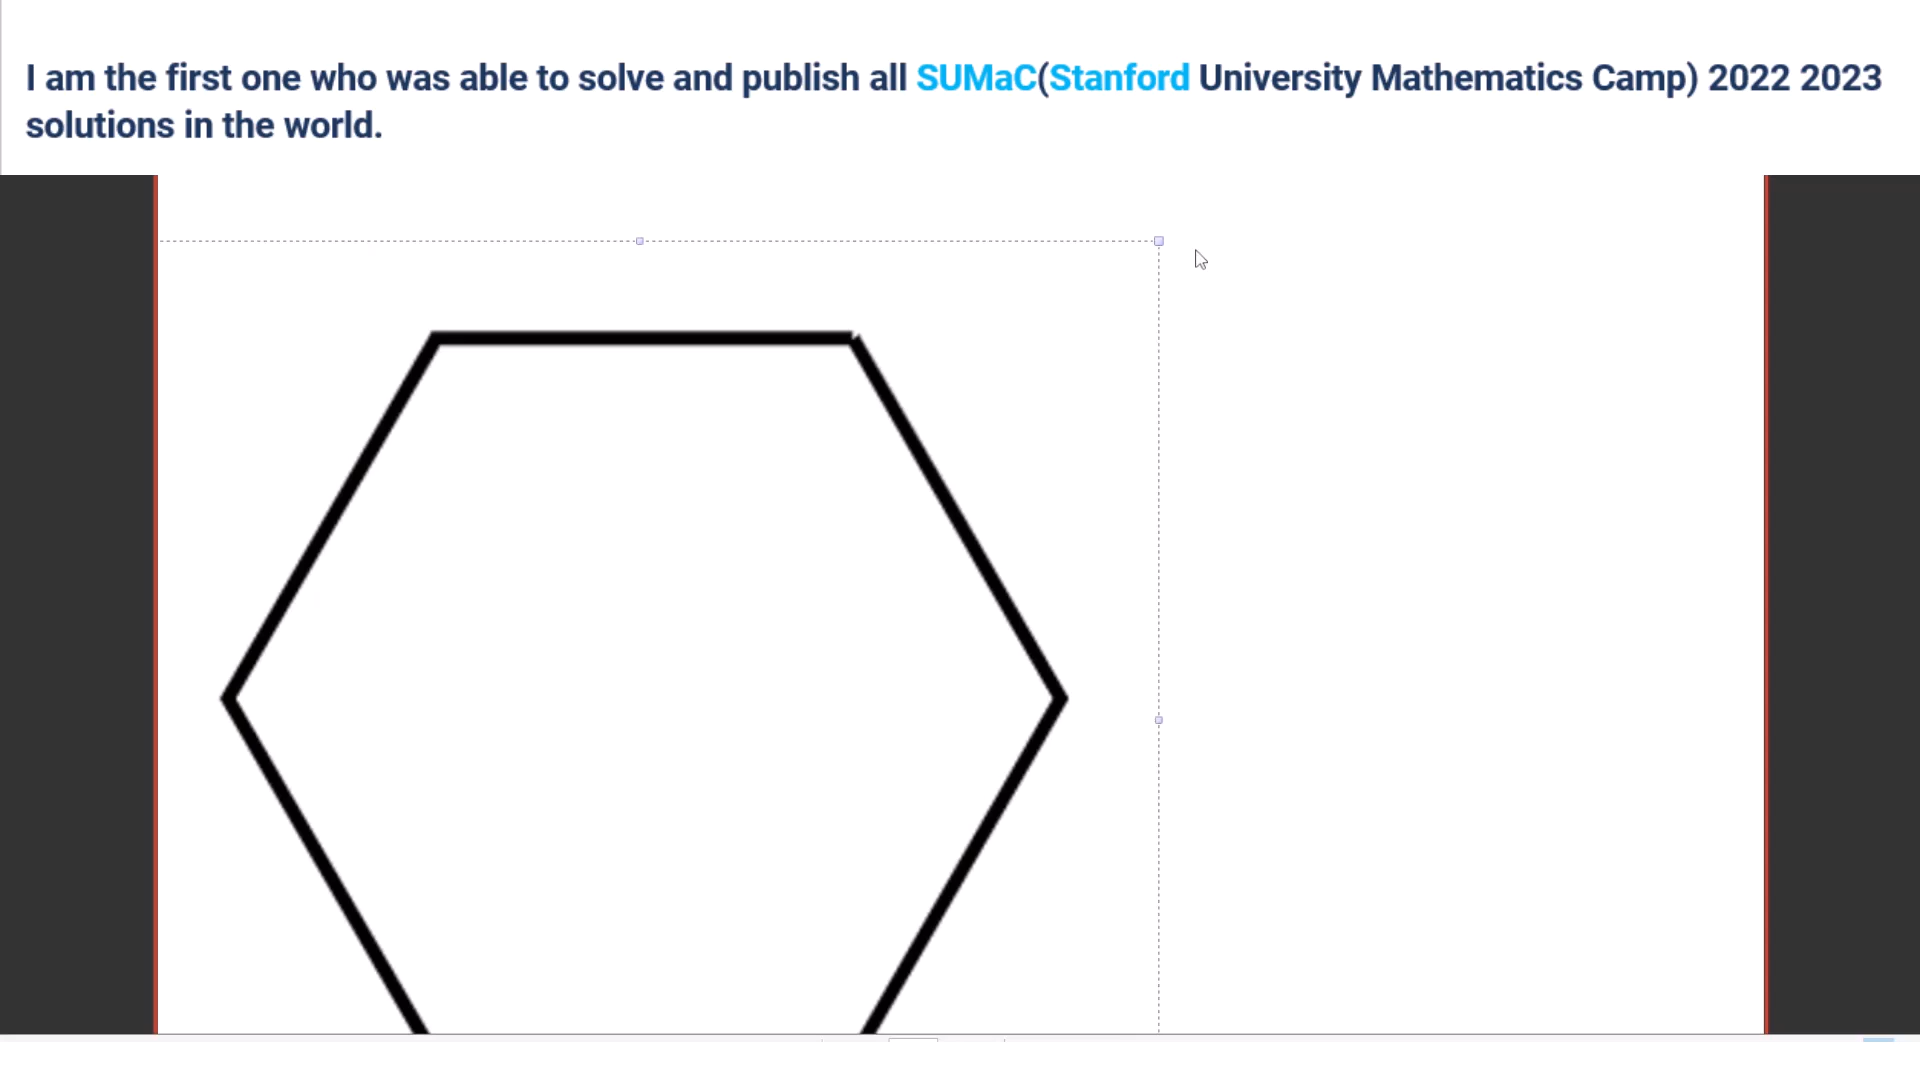 I am the first one who was able to solve and publish all SUMaC(Stanford University Mathematics Camp) 2022 2023
solutions in the world.